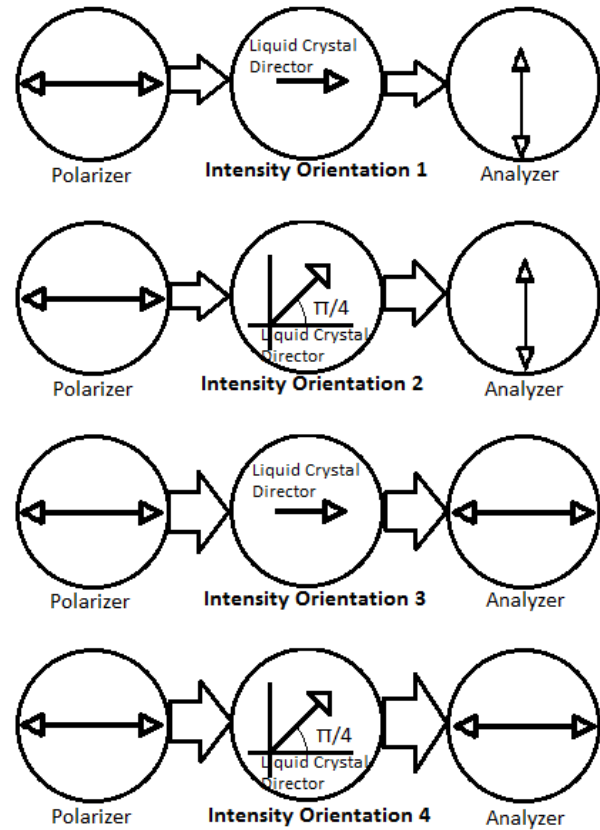 Liquid Crystal
Director
Polarizer
Intensity Orientation 1
Analyzer
π/4
Liquid Crystal
Director
Polarizer
Intensity Orientation 2
Analyzer
Liquid Crystal
Director
Polarizer
Intensity Orientation 3
Analyzer
π/4
Liquid Crystal
Director
Polarizer
Intensity Orientation 4
Analyzer